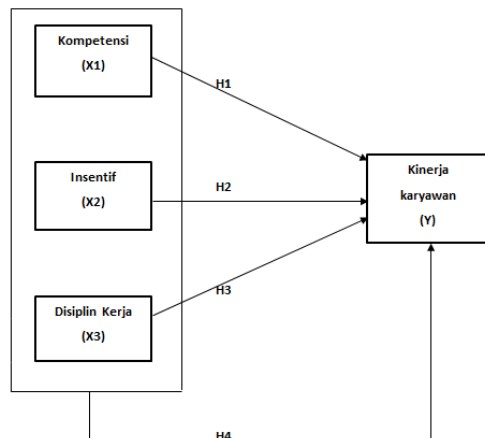 Kompetensi
(X1)
H1
Insentif
(X2)
H2
Kinerja
karyawan
(Y)
H3
Disiplin Kerja
(X3)
H4